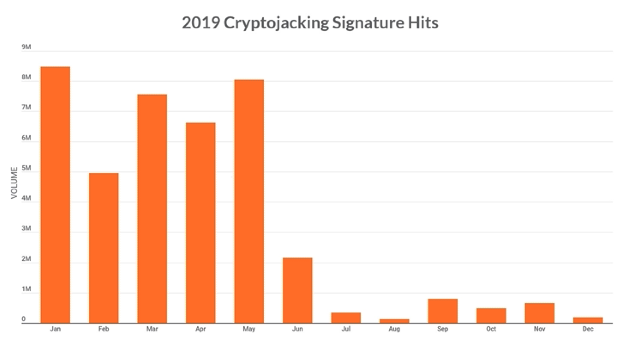 2019 Cryptojacking Signature Hits
9M
8M
7M
6M
5M
4M
3M
2M
1M
0
VOLUME
Jan Feb Mar Apr May Jun Jul Aug Sep Oct Nov Dec